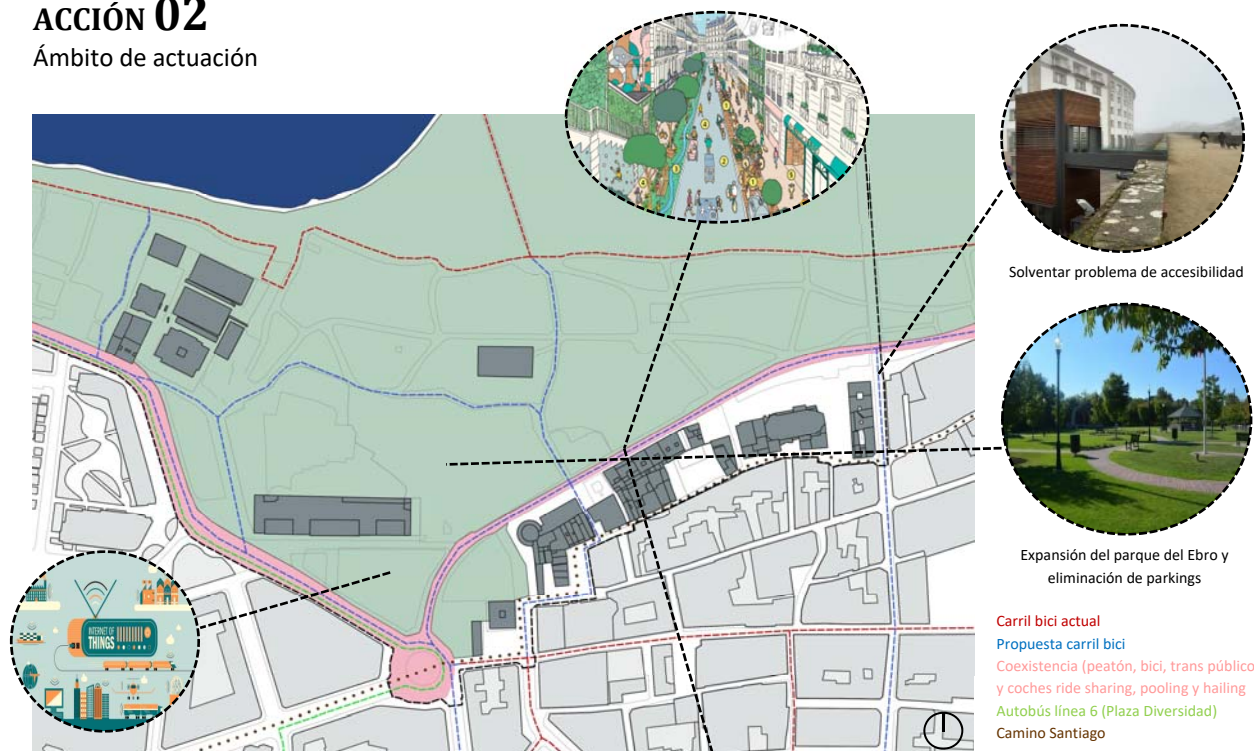 ACCIÓN 02
Ámbito de actuación
Solventar problema de accesibilidad
Expansión del parque del Ebro y
eliminación de parkings
INTERNET OF
THINGS
Carril bici actual
Propuesta carril bici
Coexistencia (peatón, bici, trans público
y coches ride sharing, pooling y hailing
Autobús línea 6 (Plaza Diversidad)
Camino Santiago